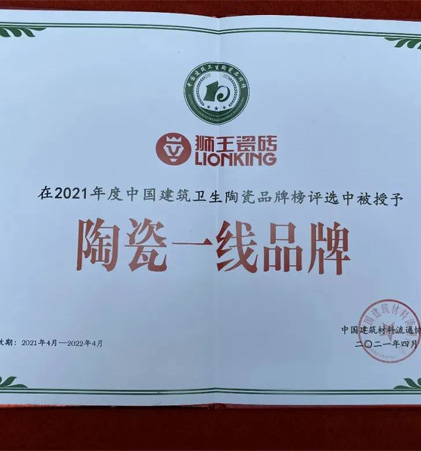 狮王瓷砖
LIONKING
在2021年度中国建筑卫生陶瓷品牌榜评选中被授予
陶瓷一线品牌
效期：2021年4月—2022年4月
中国建筑材料流通协
二〇二一年四月